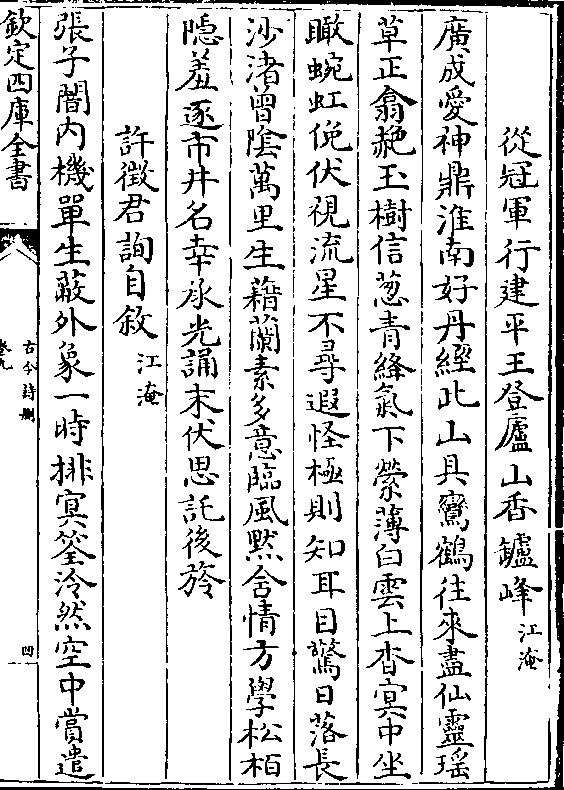 從冠軍行建平王登廬山香鑪峰 江淹
廣成愛神鼎淮南好丹經此山具鸞鶴往來盡仙靈瑤
草正翕赩玉樹信葱青絳氣下縈薄白雲上杳冥中坐
瞰蜿虹俛伏視流星不尋遐怪極則知耳目驚日落長
沙渚曾陰萬里生藉蘭素多意臨風黙含情方學松柏
隱羞逐市井名幸承光誦末伏思託後旍
許徵君詢自敘 江淹
張子闇內機單生蔽外象一時排冥筌泠然空中賞遣
欽定四庫全書
古今詩刪
卷九
四